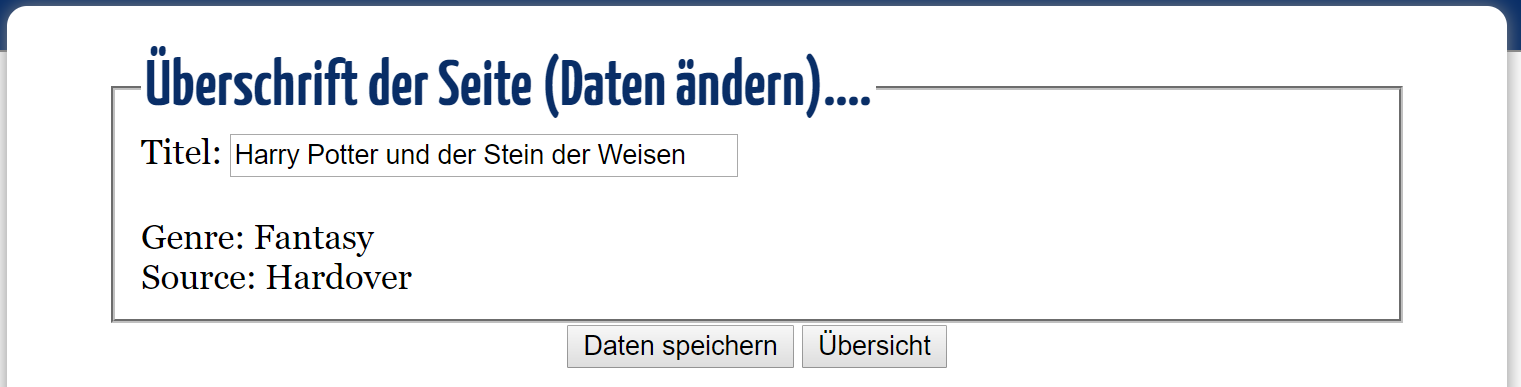 Überschrift der Seite (Daten ändern)....
Titel: Harry Potter und der Stein der Weisen
Genre: Fantasy
Source: Hardover
Daten speichern Übersicht